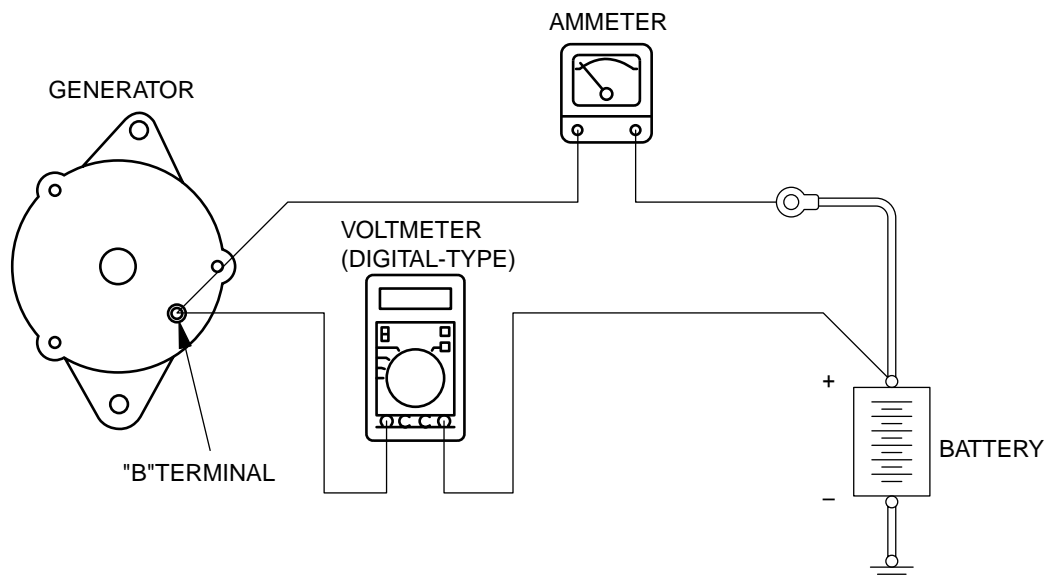 AMMETER
GENERATOR
VOLTMETER
(DIGITAL-TYPE)
+
"B"TERMINAL
BATTERY
−